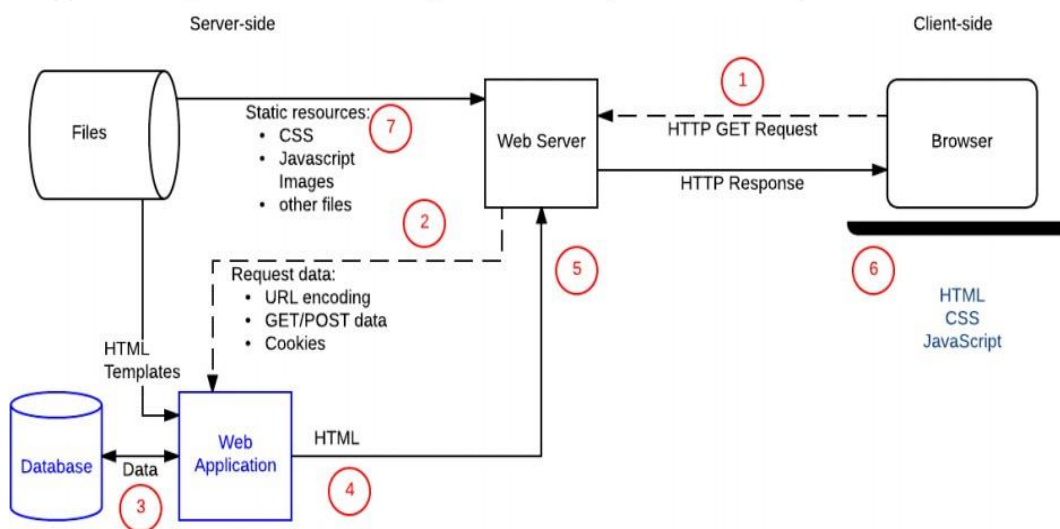 Server-side
Client-side
1
Files
Static resources:
7
• CSS
• Javascript
Images
• other files
Web Server
HTTP GET Request
HTTP Response
Browser
2
5
6
Request data:
• URL encoding
• GET/POST data
• Cookies
HTML
CSS
JavaScript
HTML
Templates
Database
Data
3
Web
Application
HTML
4